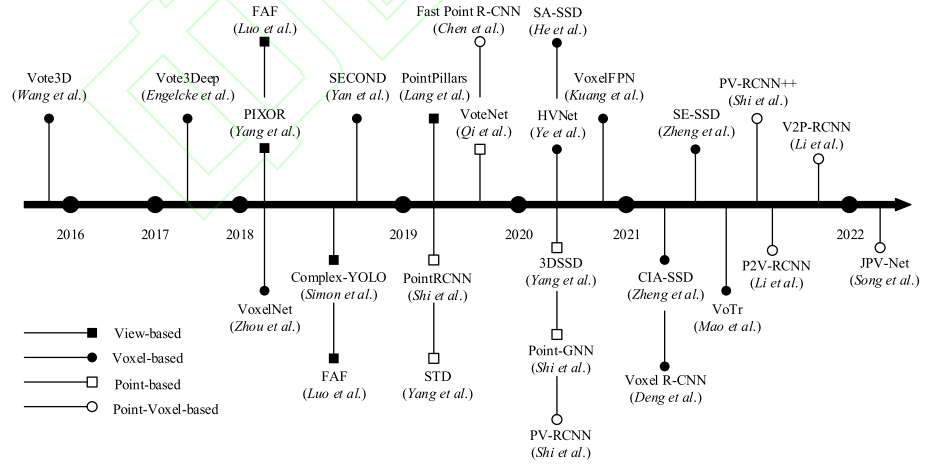 FAF
(Luo et al.)
Fast Point R-CNN
(Chen et al.)
SA-SSD
(He et al.)
Vote3D
(Wang et al.)
Vote3Deep
(Engelcke et al.)
PIXOR
(Yang et al.)
SECOND
(Yan et al.)
PointPillars
(Lang et al.)
VoteNet
(Qi et al.)
HVNet
(Ye et al.)
VoxelFPN
(Kuang et al.)
SE-SSD
(Zheng et al.)
PV-RCNN++
(Shi et al.)
V2P-RCNN
(Li et al.)
2016
2017
2018
2019
2020
2021
2022
VoxelNet
(Zhou et al.)
Complex-YOLO
(Simon et al.)
PointRCNN
(Shi et al.)
3DSSD
(Yang et al.)
CIA-SSD
(Zheng et al.)
VoTr
(Mao et al.)
P2V-RCNN
(Li et al.)
JPV-Net
(Song et al.)
FAF
(Luo et al.)
STD
(Yang et al.)
Point-GNN
(Shi et al.)
Voxel R-CNN
(Deng et al.)
PV-RCNN
(Shi et al.)
View-based
Voxel-based
Point-based
Point-Voxel-based